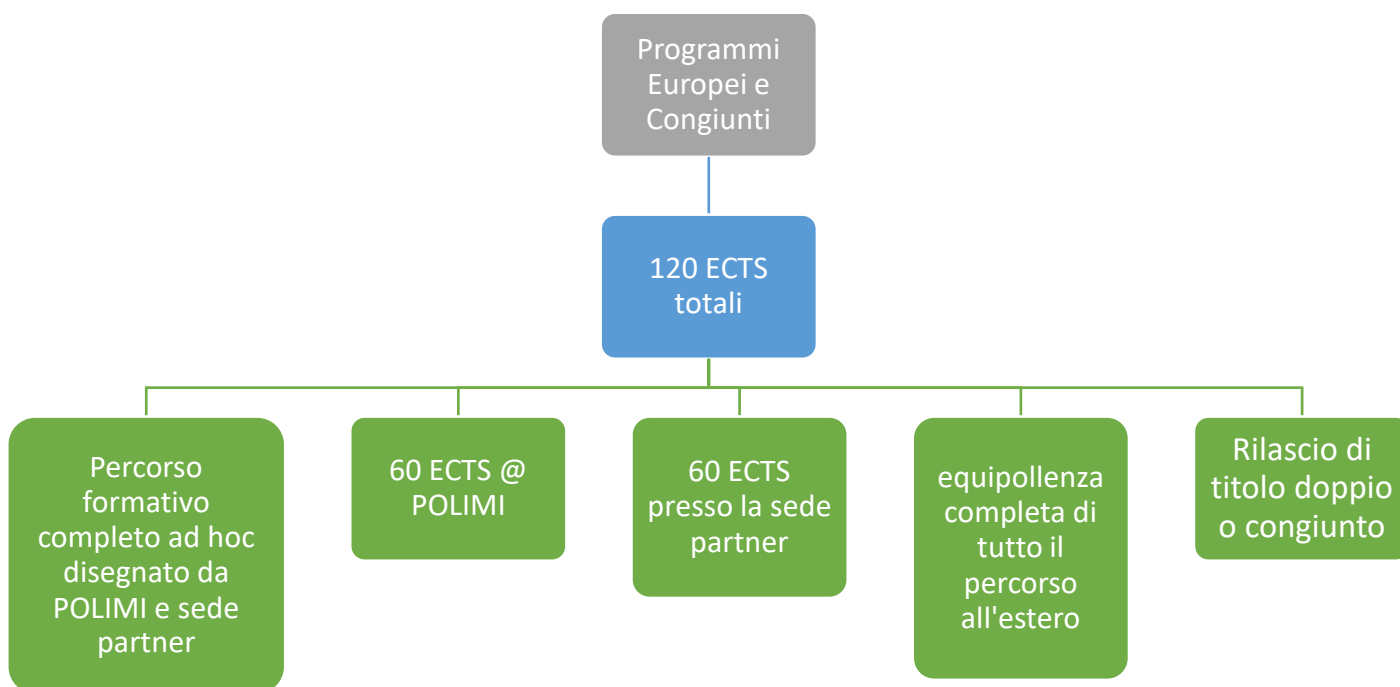 Programmi
Europei e
Congiunti
120 ECTS
totali
Percorso
formativo
completo ad hoc
disegnato da
POLIMI e sede
partner
60 ECTS @
POLIMI
60 ECTS
presso la sede
partner
equipollenza
completa di
tutto il
percorso
all'estero
Rilascio di
titolo doppio
o congiunto